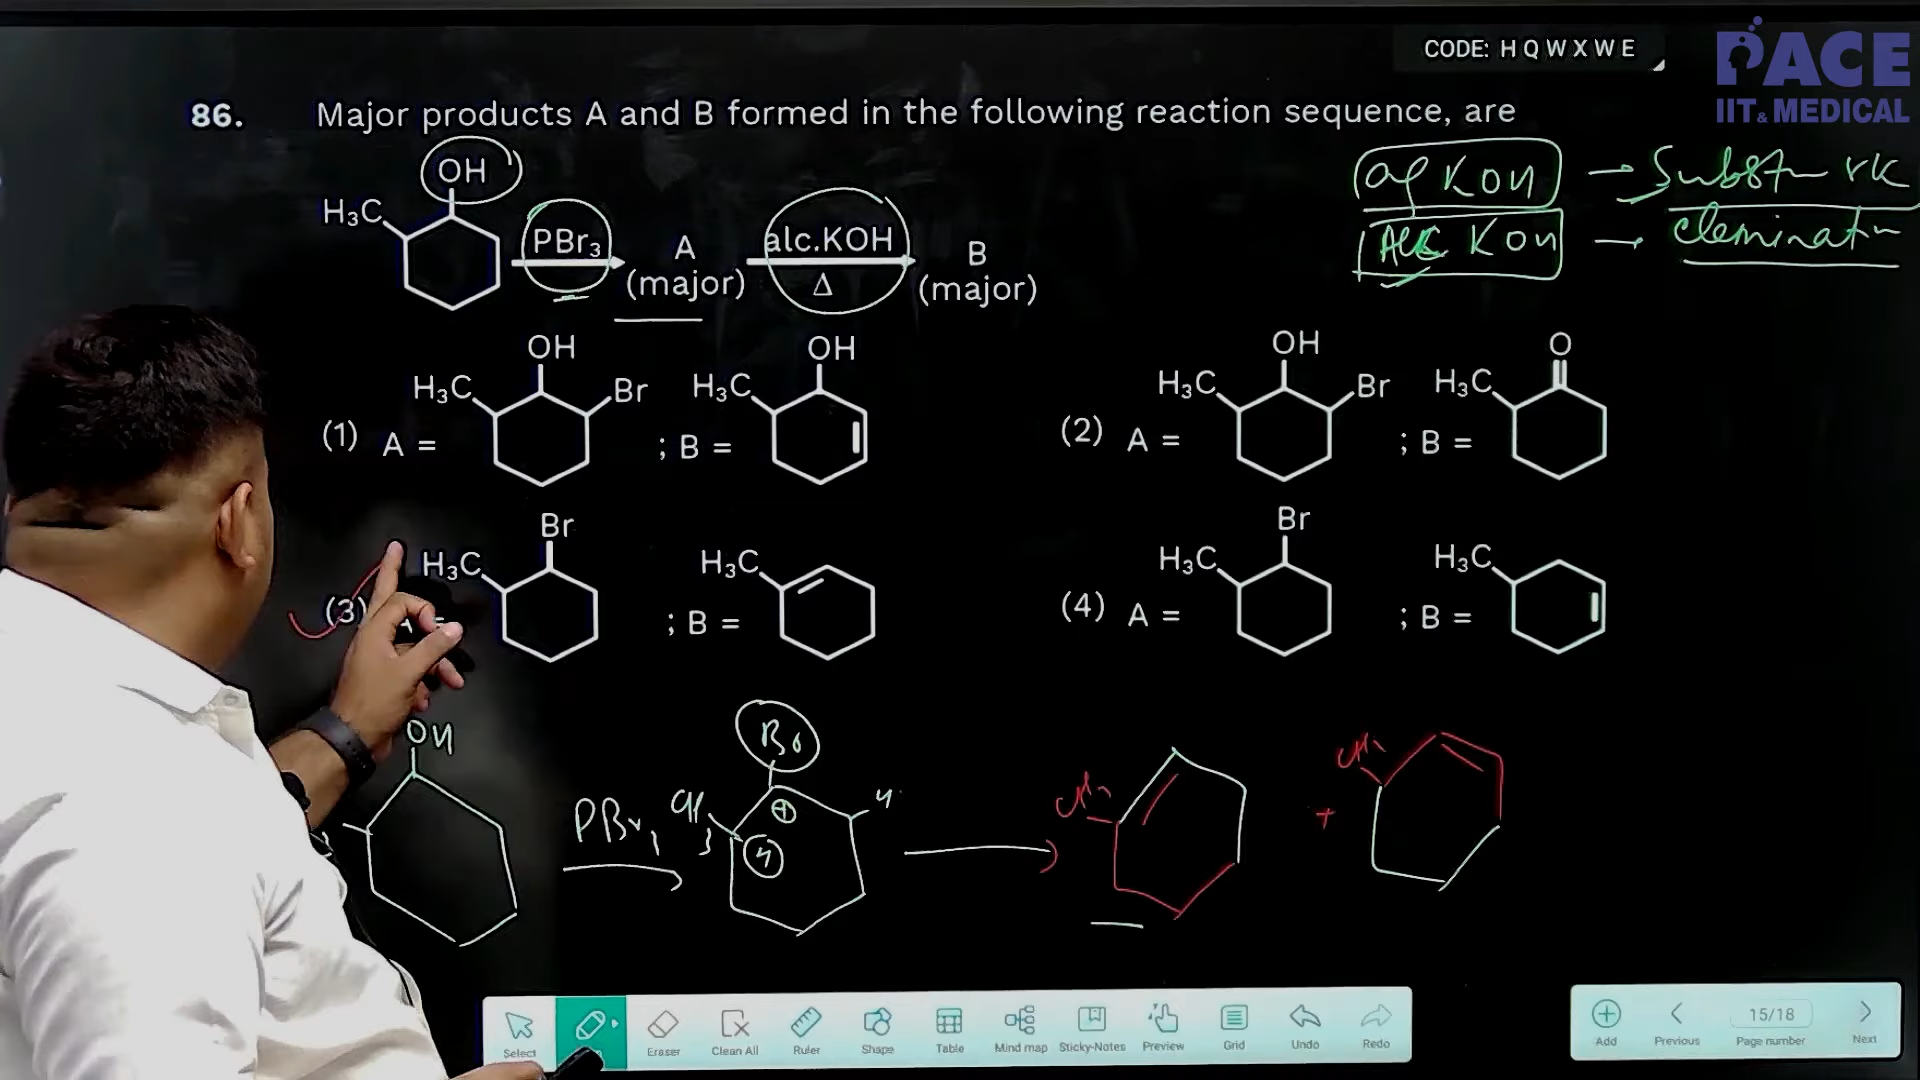 CODE: H Q W X W E
PACE
IIT & MEDICAL
86. Major products A and B formed in the following reaction sequence, are
OH
H₃C
PBr₃
A
(major)
alc.KOH
Δ
B
(major)
aq KOH →
KOH →
OH
H₃C
Br
(1) A =
OH
H₃C
; B =
OH
H₃C
Br
(2) A =
O
H₃C
; B =
Br
H₃C
(3)
H₃C
; B =
Br
H₃C
(4) A =
H₃C
; B =
OH
PBr₃
Br
CH₃
⊕
H
H
CH₃
+
CH₃
Select
Eraser
Clean All
Ruler
Shape
Table
Mind map
Sticky-Notes
Preview
Grid
Undo
Redo
Add
Previous
15/18
Page number
Next